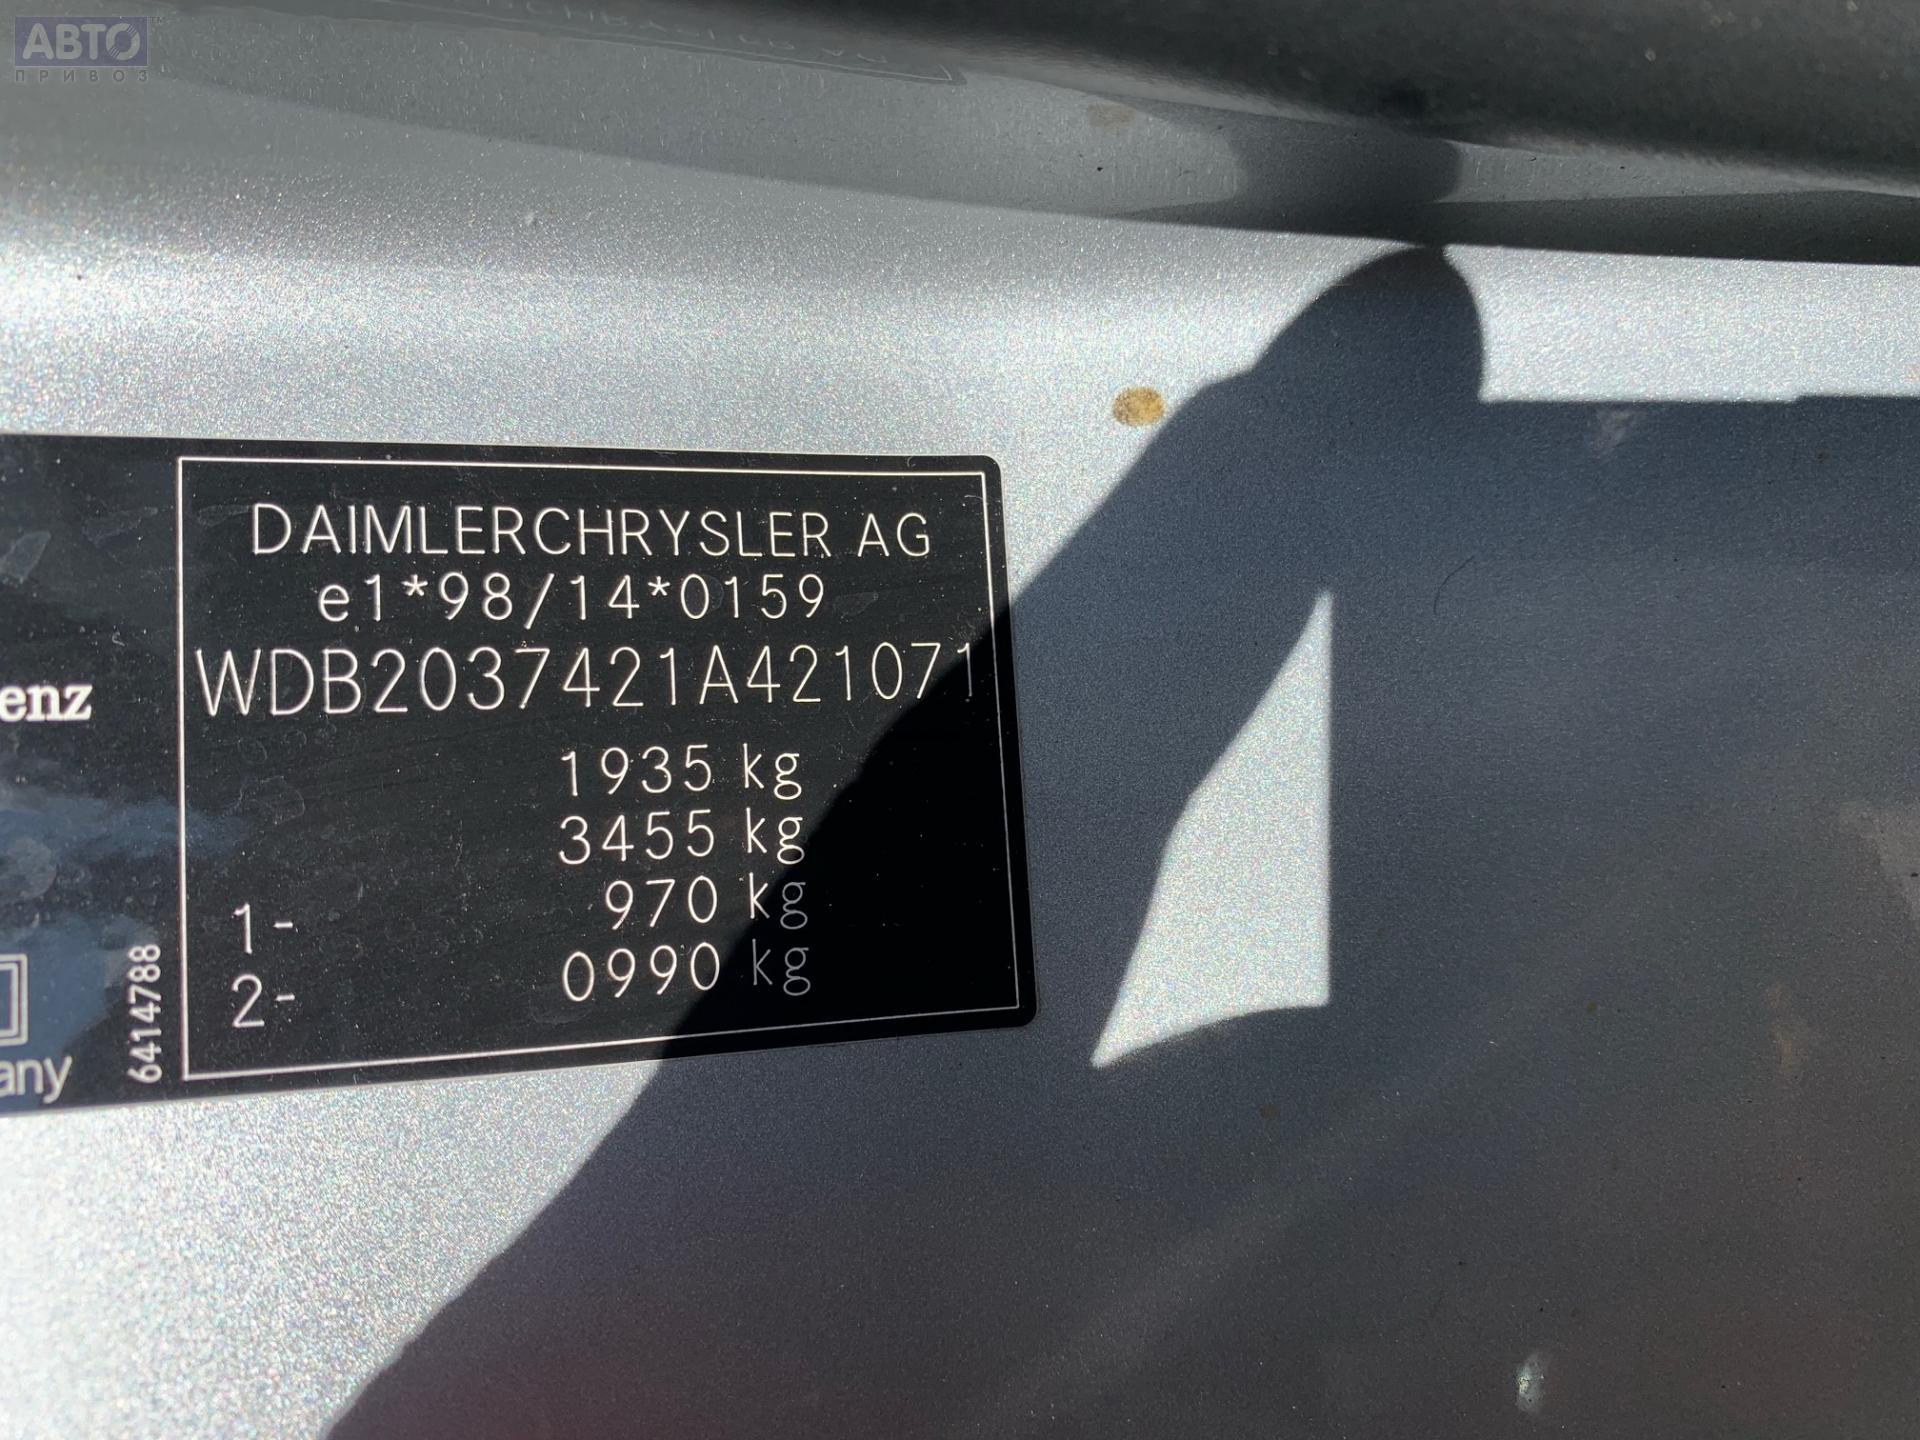 АВТО
ПРИВОЗ
DAIMLERCHRYSLER AG
e1*98/14*0159
WDB2037421A421071
enz
1935 kg
3455 kg
1- 970 kg
2- 0990 kg
6414788
any